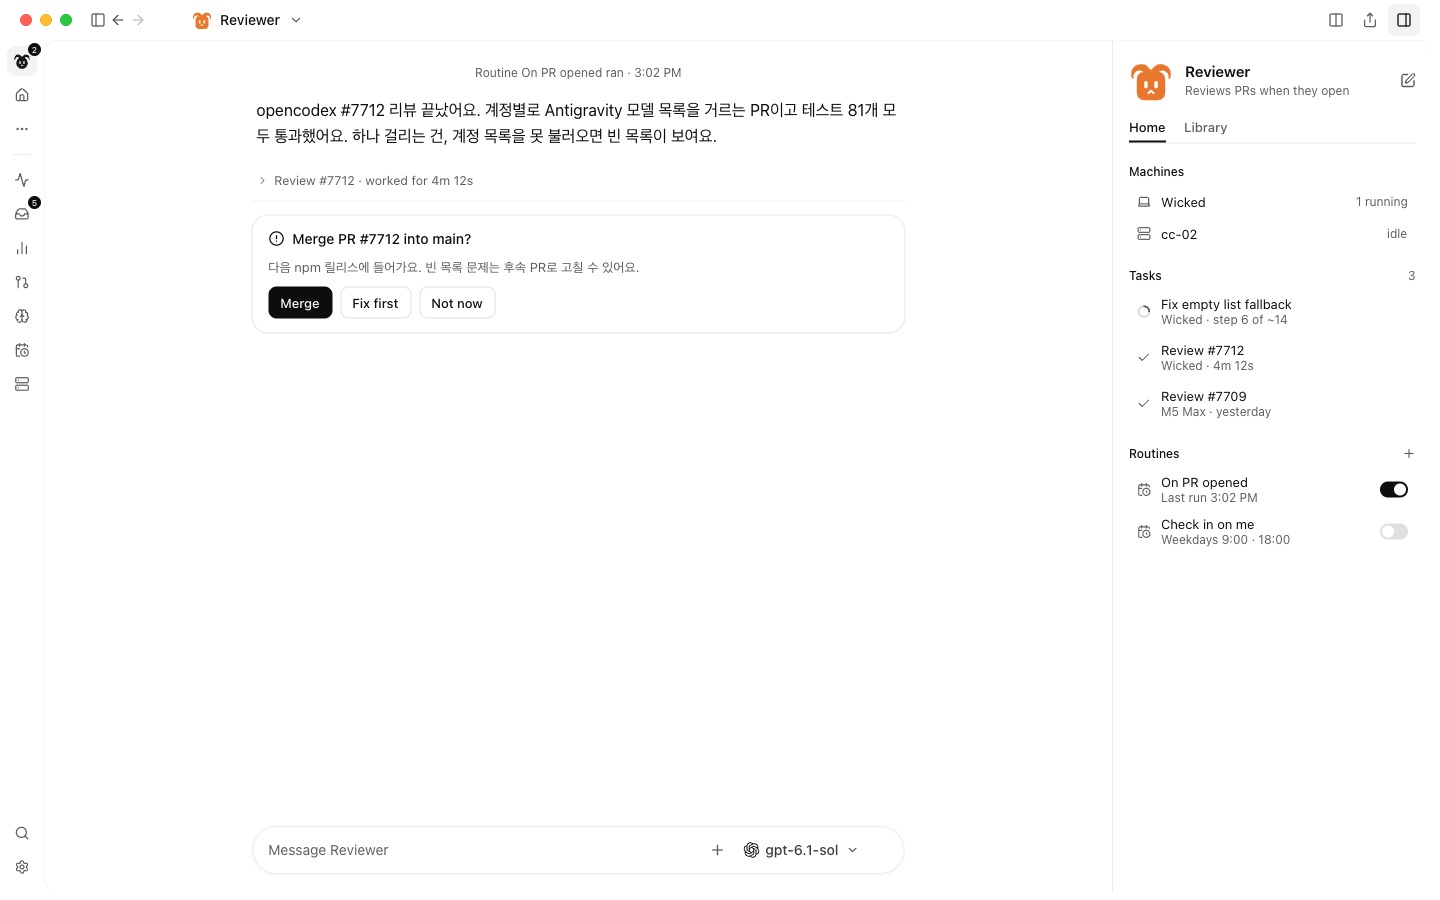 Reviewer
2
5
Routine On PR opened ran · 3:02 PM
opencodex #7712 리뷰 끝났어요. 계정별로 Antigravity 모델 목록을 거르는 PR이고 테스트 81개 모
두 통과했어요. 하나 걸리는 건, 계정 목록을 못 불러오면 빈 목록이 보여요.
Review #7712 · worked for 4m 12s
Merge PR #7712 into main?
다음 npm 릴리스에 들어가요. 빈 목록 문제는 후속 PR로 고칠 수 있어요.
Merge
Fix first
Not now
Message Reviewer
gpt-6.1-sol
Reviewer
Reviews PRs when they open
Home
Library
Machines
Wicked
1 running
cc-02
idle
Tasks
3
Fix empty list fallback
Wicked · step 6 of ~14
Review #7712
Wicked · 4m 12s
Review #7709
M5 Max · yesterday
Routines
On PR opened
Last run 3:02 PM
Check in on me
Weekdays 9:00 · 18:00